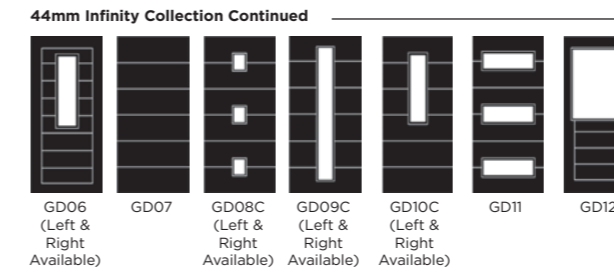 44mm Infinity Collection Continued
GD06
(Left &
Right
Available)
GD07
GD08C
(Left &
Right
Available)
GD09C
(Left &
Right
Available)
GD10C
(Left &
Right
Available)
GD11
GD12